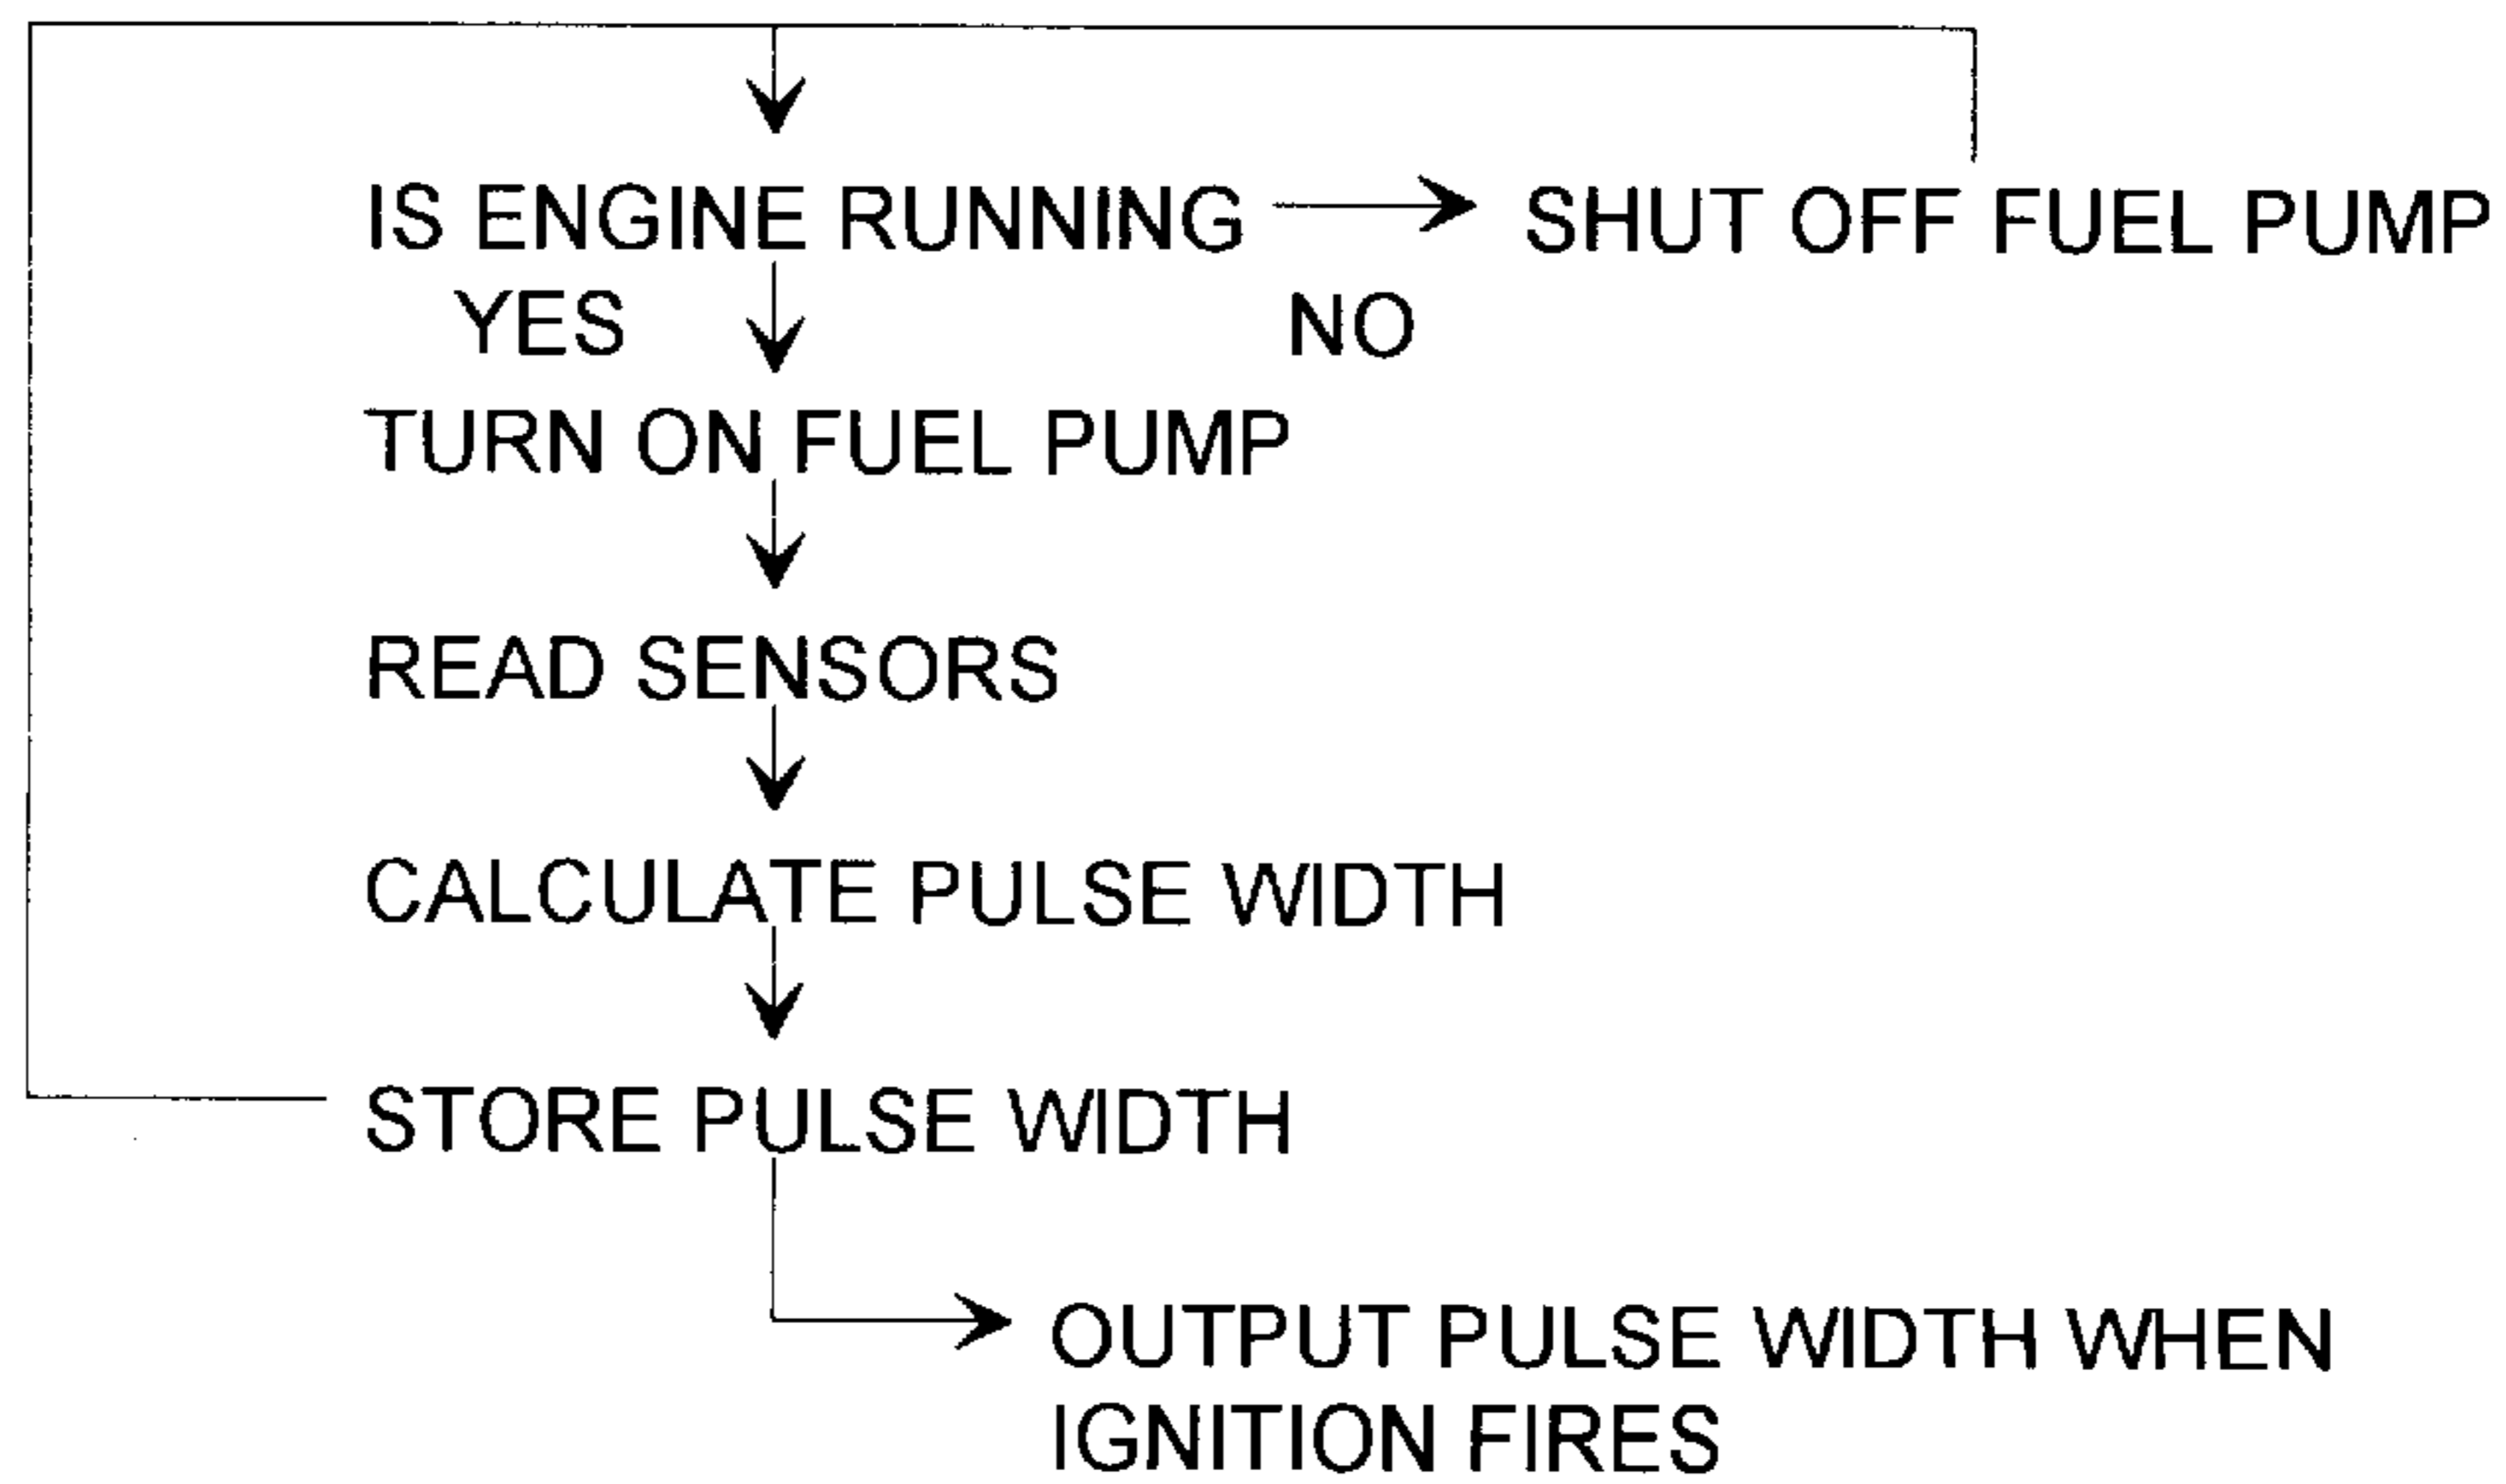 IS ENGINE RUNNING
SHUT OFF FUEL PUMP
YES
NO
TURN ON FUEL PUMP
READ SENSORS
CALCULATE PULSE WIDTH
STORE PULSE WIDTH
OUTPUT PULSE WIDTH WHEN
IGNITION FIRES